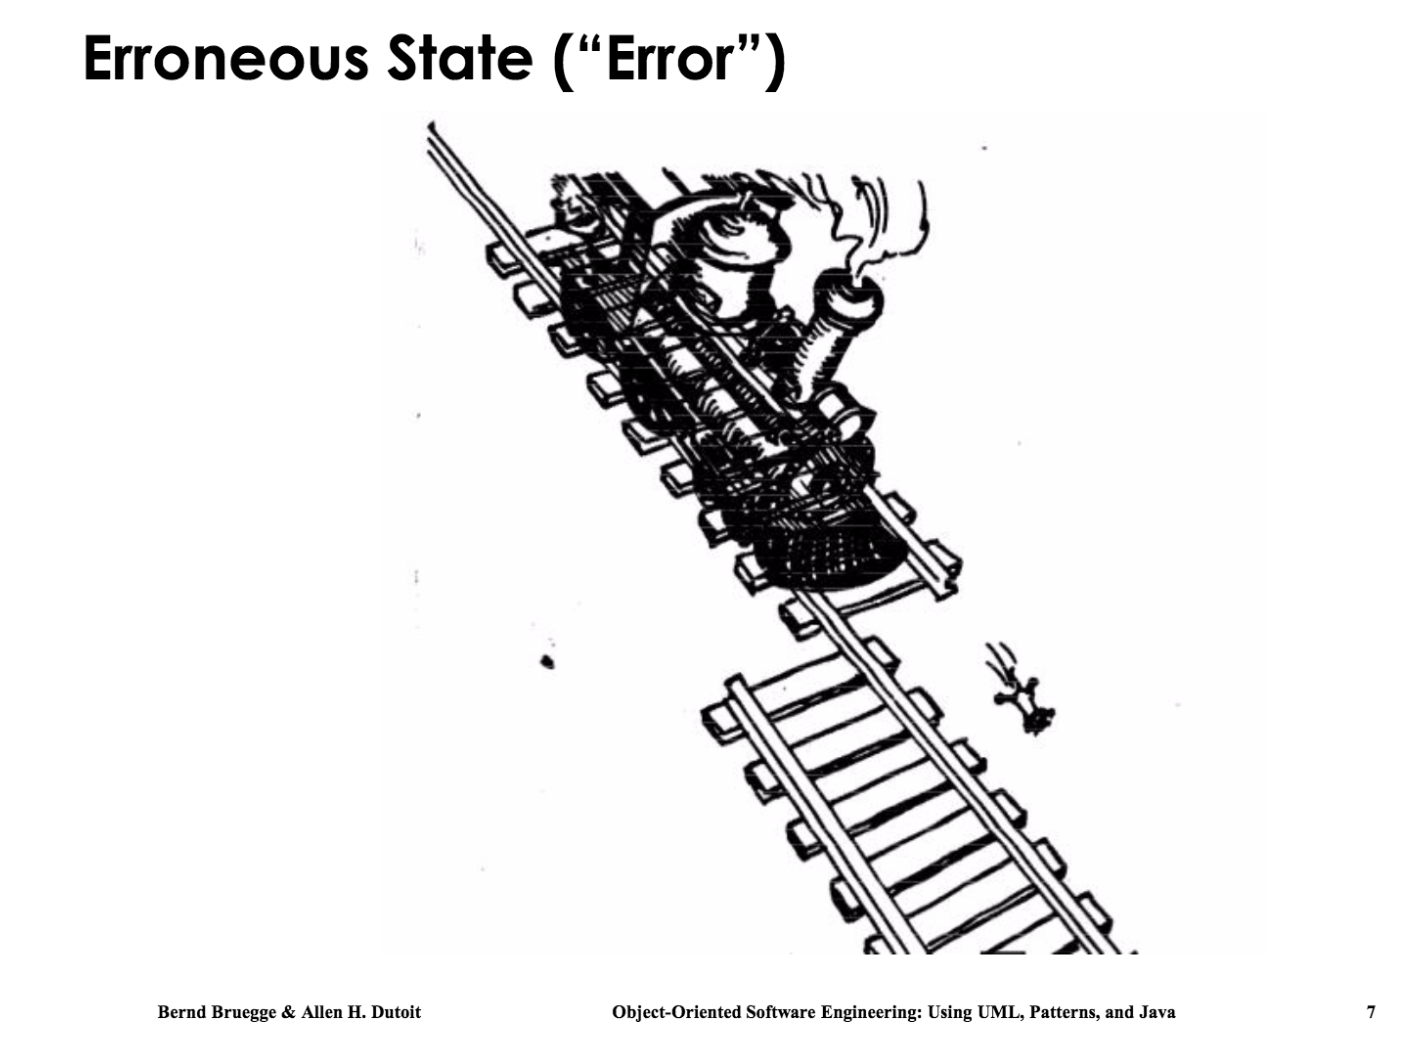 Erroneous State (“Error”)
Bernd Bruegge & Allen H. Dutoit
Object-Oriented Software Engineering: Using UML, Patterns, and Java
7